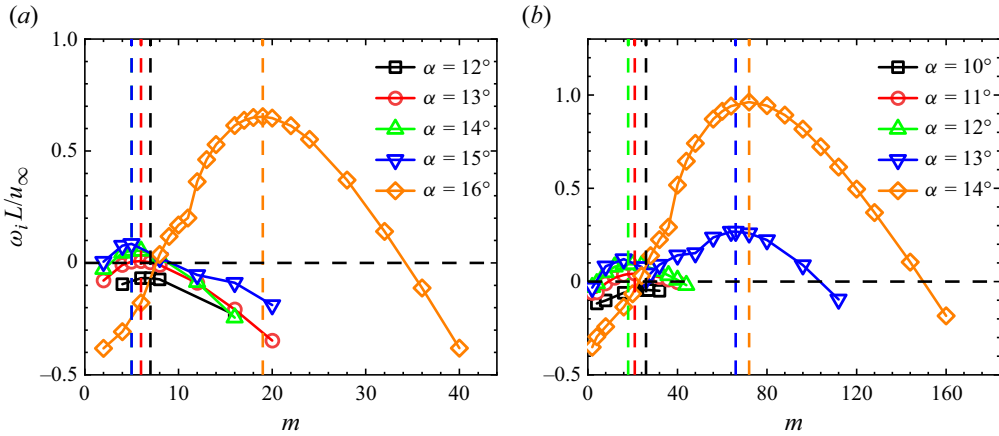 (a)
(b)
1.0
0.5
0
–0.5
ω_i L/u_∞
0
10
20
30
40
m
α = 12°
α = 13°
α = 14°
α = 15°
α = 16°
1.0
0.5
0
–0.5
0
40
80
120
160
m
α = 10°
α = 11°
α = 12°
α = 13°
α = 14°